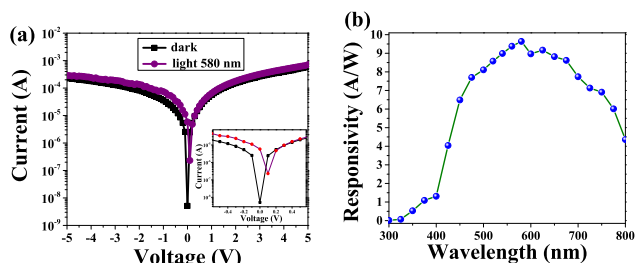 (a)
Current (A)
10^-2
10^-3
10^-4
10^-5
10^-6
10^-7
10^-8
10^-9
dark
light 580 nm
Current (A)
-0.4 -0.2 0.0 0.2 0.4
Voltage (V)
-5 -4 -3 -2 -1 0 1 2 3 4 5
Voltage (V)
(b)
Responsivity (A/W)
10
9
8
7
6
5
4
3
2
1
0
300 400 500 600 700 800
Wavelength (nm)